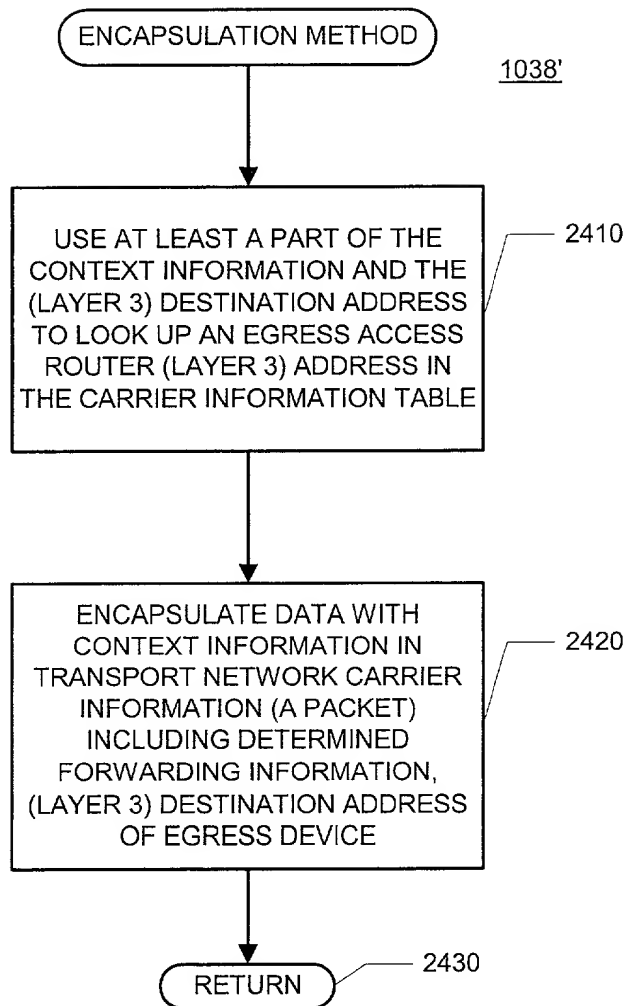 ENCAPSULATION METHOD
1038'
USE AT LEAST A PART OF THE
CONTEXT INFORMATION AND THE
(LAYER 3) DESTINATION ADDRESS
TO LOOK UP AN EGRESS ACCESS
ROUTER (LAYER 3) ADDRESS IN
THE CARRIER INFORMATION TABLE
2410
ENCAPSULATE DATA WITH
CONTEXT INFORMATION IN
TRANSPORT NETWORK CARRIER
INFORMATION (A PACKET)
INCLUDING DETERMINED
FORWARDING INFORMATION,
(LAYER 3) DESTINATION ADDRESS
OF EGRESS DEVICE
2420
RETURN
2430